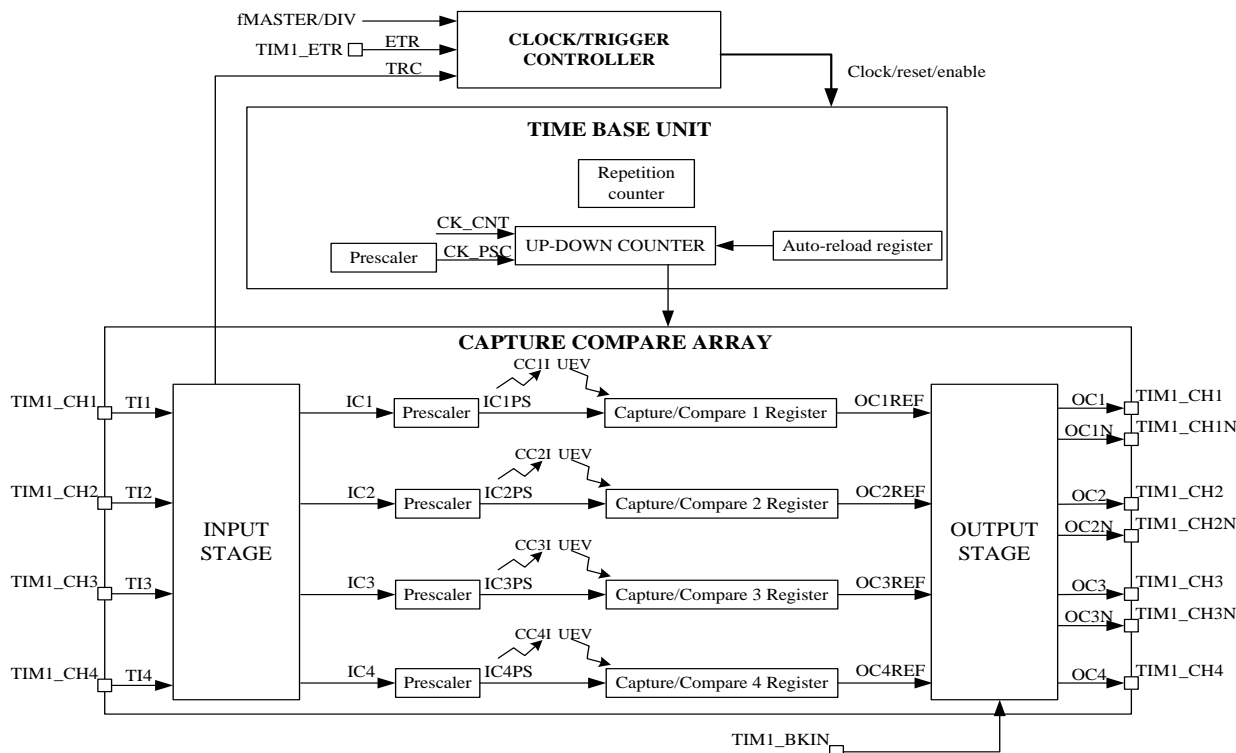 fMASTER/DIV
TIM1_ETR
ETR
TRC
CLOCK/TRIGGER
CONTROLLER
Clock/reset/enable
TIME BASE UNIT
Repetition
counter
CK_CNT
Prescaler
CK_PSC
UP-DOWN COUNTER
Auto-reload register
CAPTURE COMPARE ARRAY
TIM1_CH1
TI1
IC1
Prescaler
IC1PS
CC1I
UEV
Capture/Compare 1 Register
OC1REF
OC1
TIM1_CH1
OC1N
TIM1_CH1N
TIM1_CH2
TI2
IC2
Prescaler
IC2PS
CC2I
UEV
Capture/Compare 2 Register
OC2REF
OC2
TIM1_CH2
OC2N
TIM1_CH2N
INPUT
STAGE
OUTPUT
STAGE
TIM1_CH3
TI3
IC3
Prescaler
IC3PS
CC3I
UEV
Capture/Compare 3 Register
OC3REF
OC3
TIM1_CH3
OC3N
TIM1_CH3N
TIM1_CH4
TI4
IC4
Prescaler
IC4PS
CC4I
UEV
Capture/Compare 4 Register
OC4REF
OC4
TIM1_CH4
TIM1_BKIN